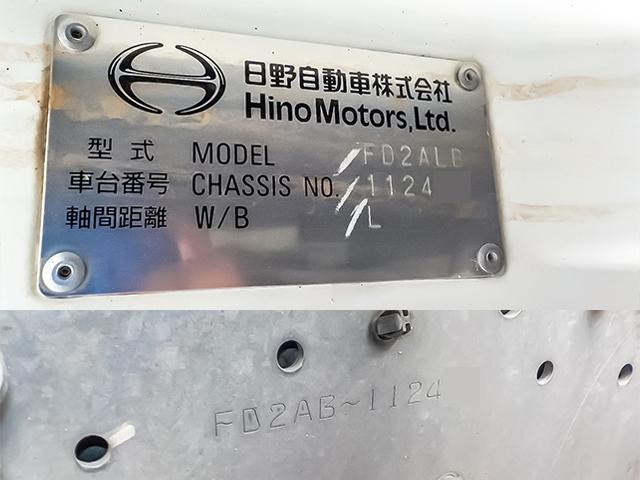 日野自動車株式会社
Hino Motors, Ltd.
型式 MODEL FD2ALB
車台番号 CHASSIS NO. 1124
軸間距離 W/B L
FD2AB~1124